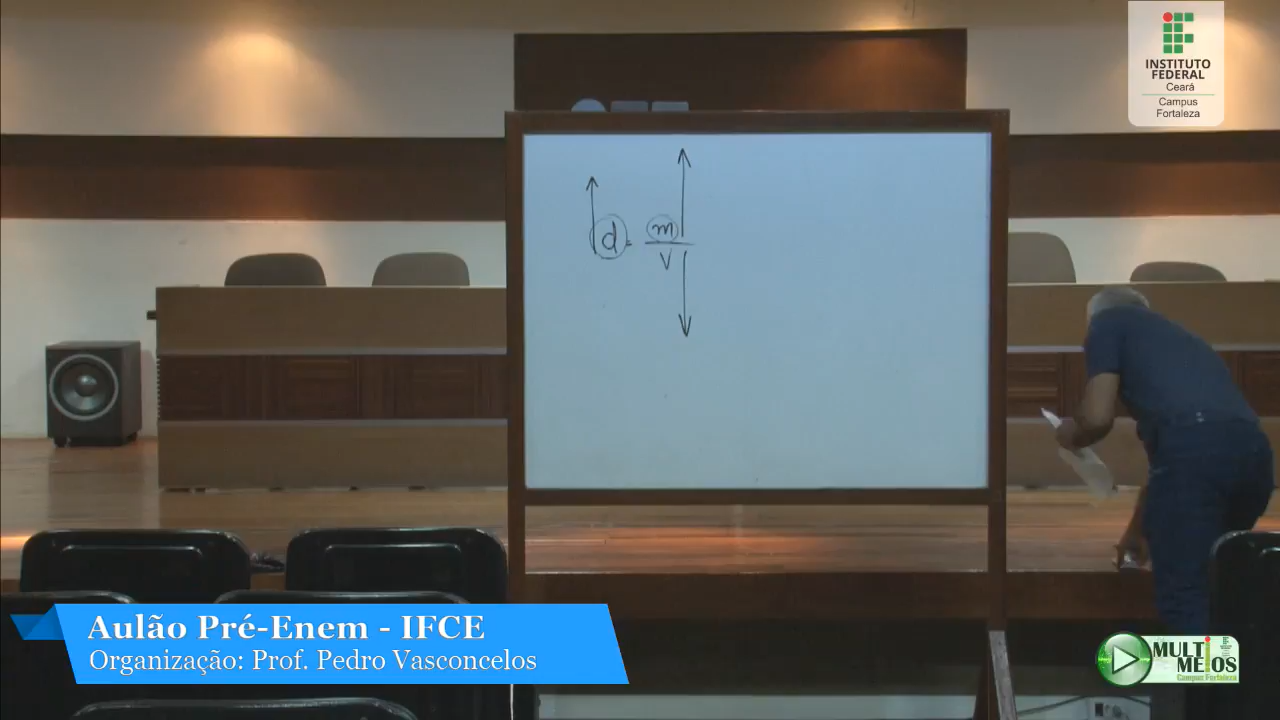 INSTITUTO
FEDERAL
Ceará
Campus
Fortaleza
d = m
V
Aulão Pré-Enem - IFCE
Organização: Prof. Pedro Vasconcelos
MULTIMEIOS
Campus Fortaleza